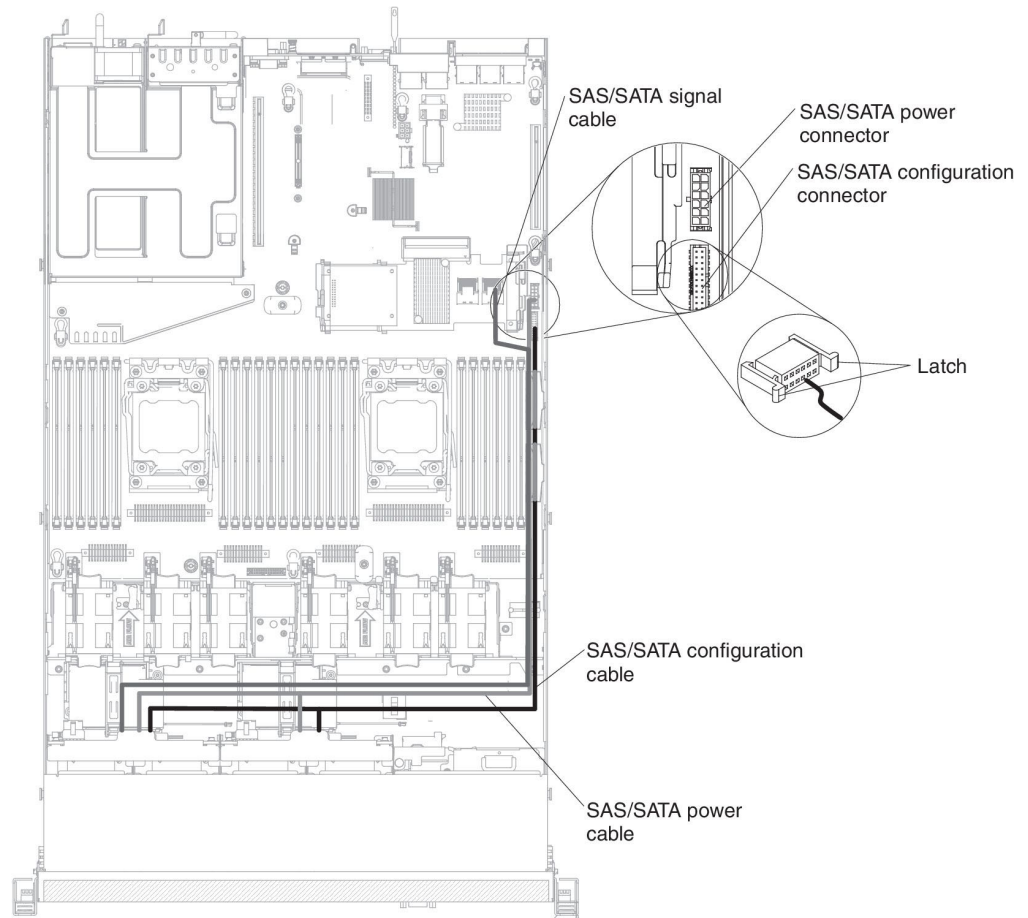 SAS/SATA signal
cable
SAS/SATA power
connector
SAS/SATA configuration
connector
Latch
SAS/SATA configuration
cable
SAS/SATA power
cable